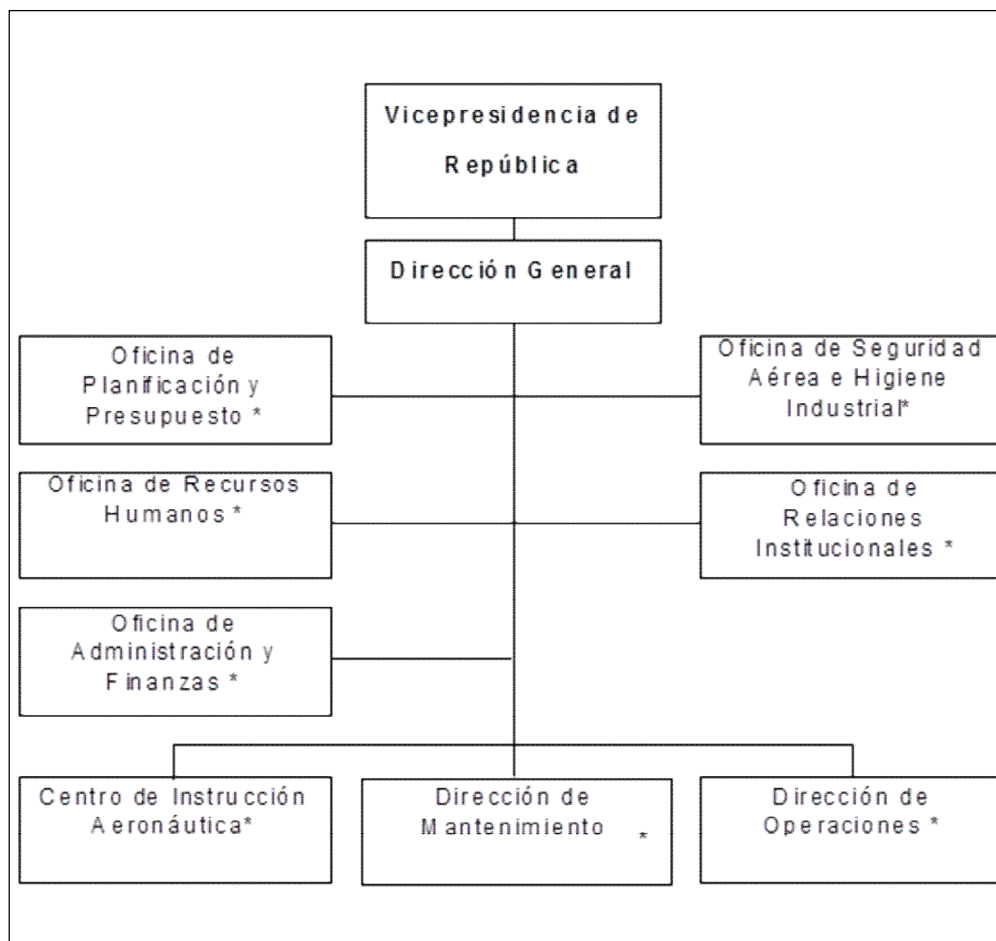 Vicepresidencia de
República
Dirección General
Oficina de
Planificación y
Presupuesto *
Oficina de Seguridad
Aérea e Higiene
Industrial*
Oficina de Recursos
Humanos *
Oficina de
Relaciones
Institucionales *
Oficina de
Administración y
Finanzas *
Centro de Instrucción
Aeronáutica*
Dirección de
Mantenimiento *
Dirección de
Operaciones *